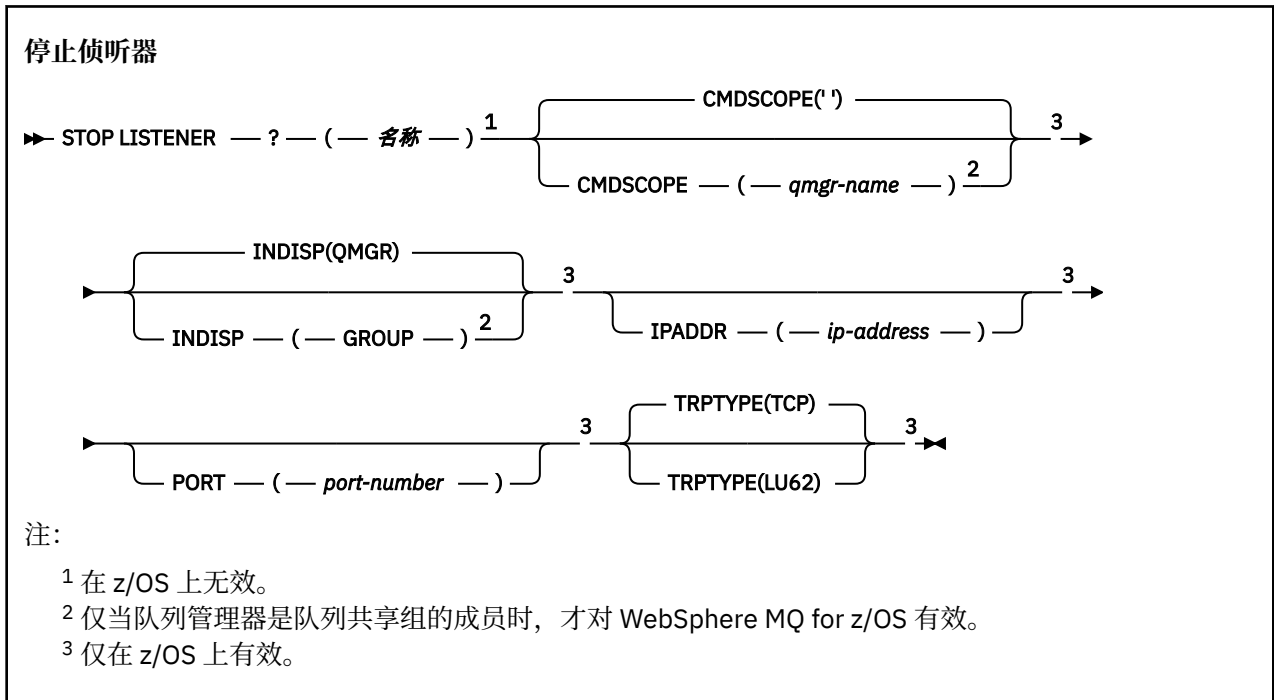 停止侦听器
CMDSCOPE(' ')
STOP LISTENER ? ( 名称 ) 1 3
CMDSCOPE ( qmgr-name ) 2
INDISP(QMGR)
3 3
INDISP ( GROUP ) 2 IPADDR ( ip-address )
TRPTYPE(TCP)
3 3
PORT ( port-number ) TRPTYPE(LU62)
注：
1 在 z/OS 上无效。
2 仅当队列管理器是队列共享组的成员时，才对 WebSphere MQ for z/OS 有效。
3 仅在 z/OS 上有效。